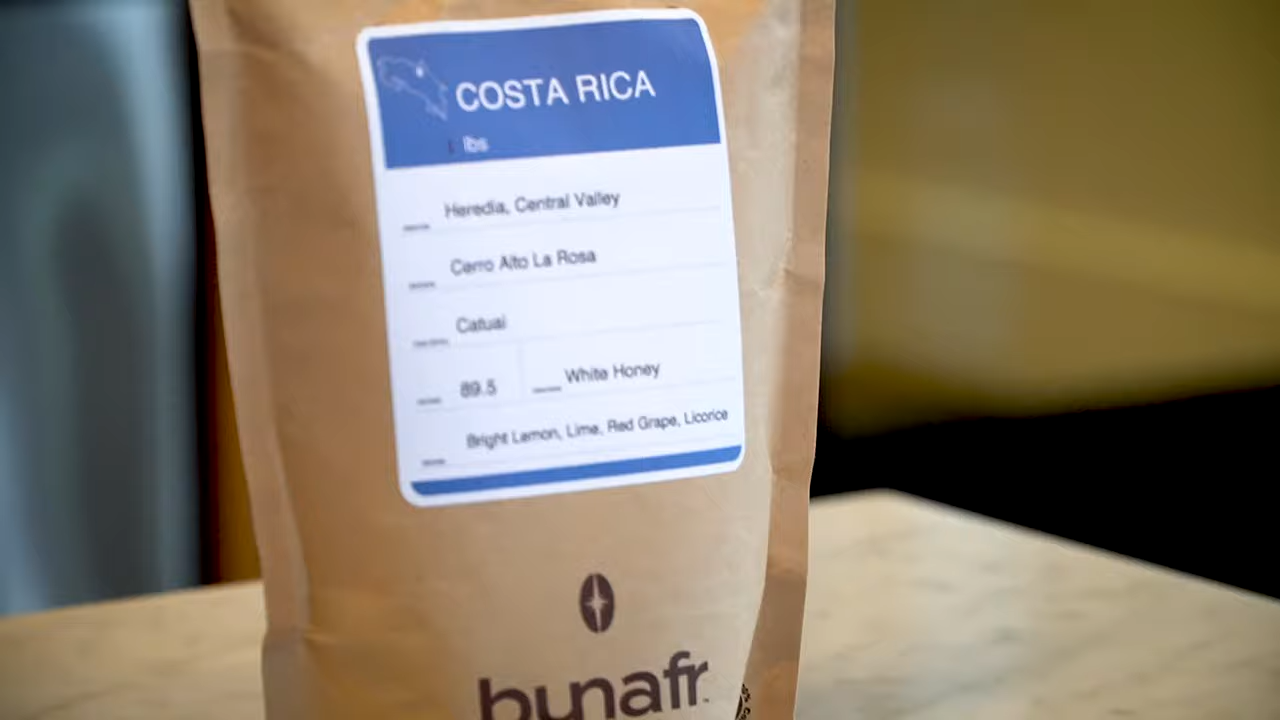 COSTA RICA
lbs
Heredia, Central Valley
Cerro Alto La Rosa
Catuai
89.5 White Honey
Bright Lemon, Lime, Red Grape, Licorice
bunafr